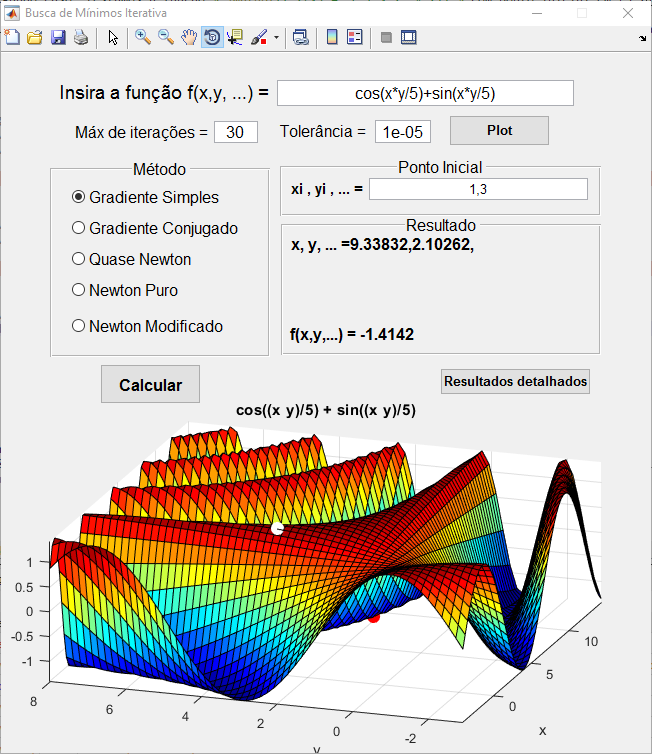 Busca de Mínimos Iterativa
Insira a função f(x,y, ...) = cos(x*y/5)+sin(x*y/5)
Máx de iterações = 30 Tolerância = 1e-05 Plot
Método
Gradiente Simples
Gradiente Conjugado
Quase Newton
Newton Puro
Newton Modificado
Ponto Inicial
xi , yi , ... = 1,3
Resultado
x, y, ... =9.33832,2.10262,
f(x,y,...) = -1.4142
Calcular
Resultados detalhados
cos((x y)/5) + sin((x y)/5)
1
0.5
0
-0.5
-1
8
6
4
2
0
-2
y
0
5
10
x